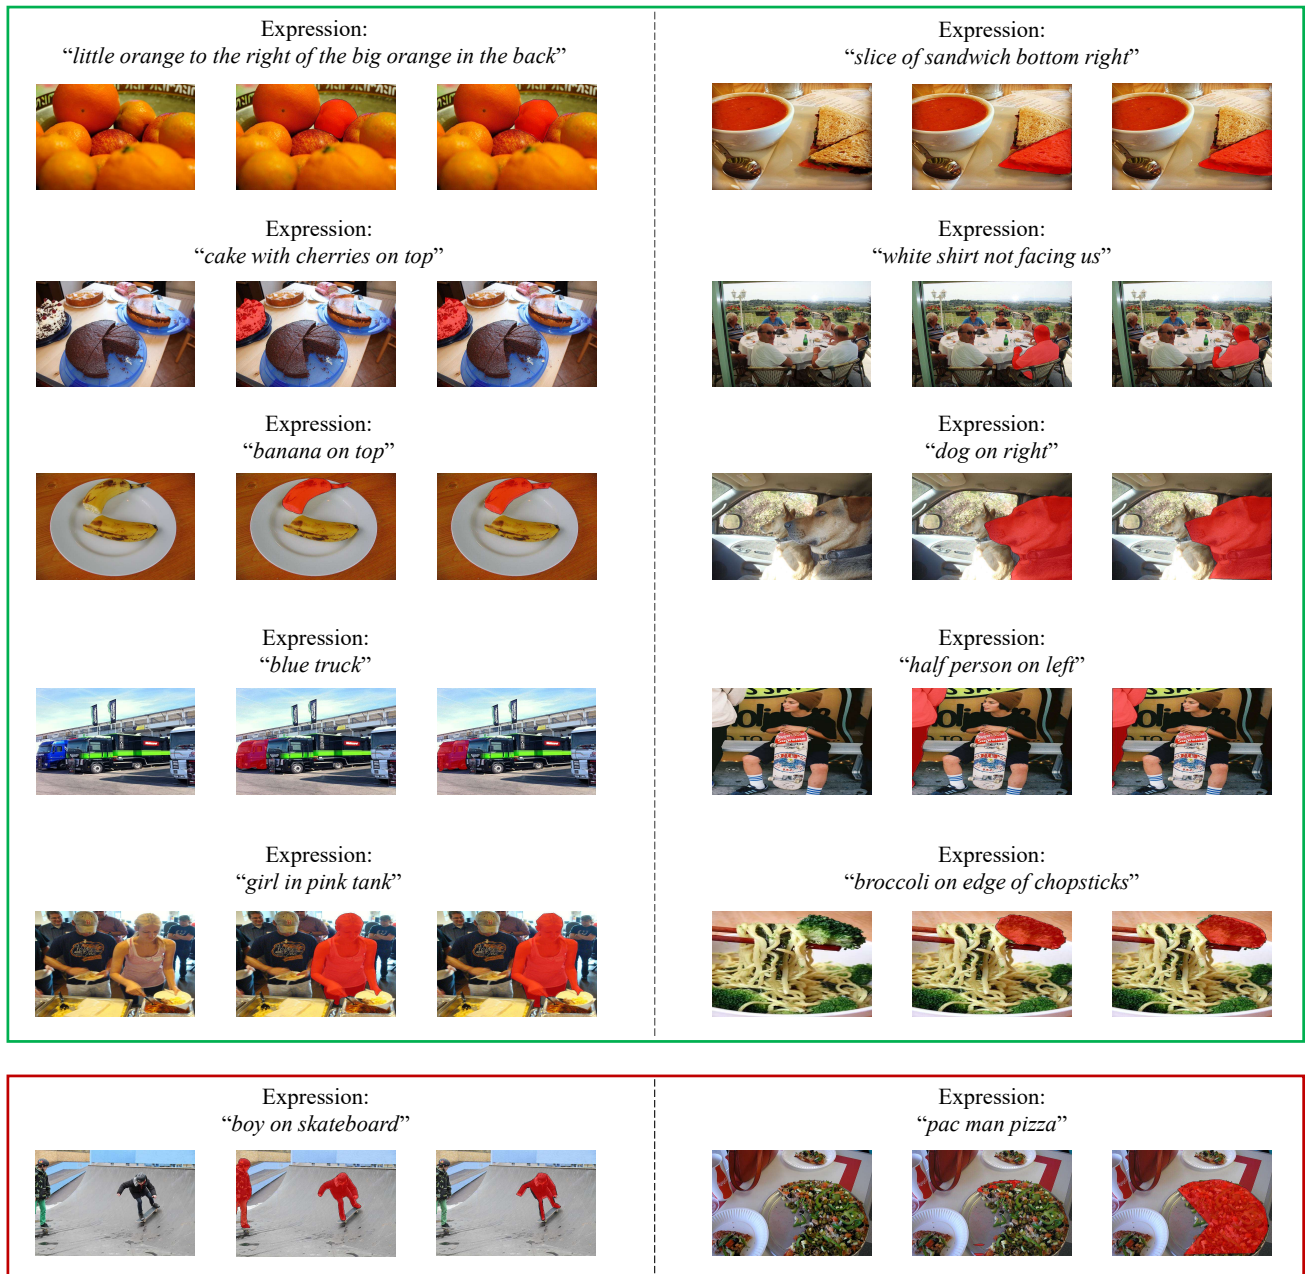 Expression:
“little orange to the right of the big orange in the back”
Expression:
“slice of sandwich bottom right”
Expression:
“cake with cherries on top”
Expression:
“white shirt not facing us”
Expression:
“banana on top”
Expression:
“dog on right”
Expression:
“blue truck”
Expression:
“half person on left”
Expression:
“girl in pink tank”
Expression:
“broccoli on edge of chopsticks”
Expression:
“boy on skateboard”
Expression:
“pac man pizza”